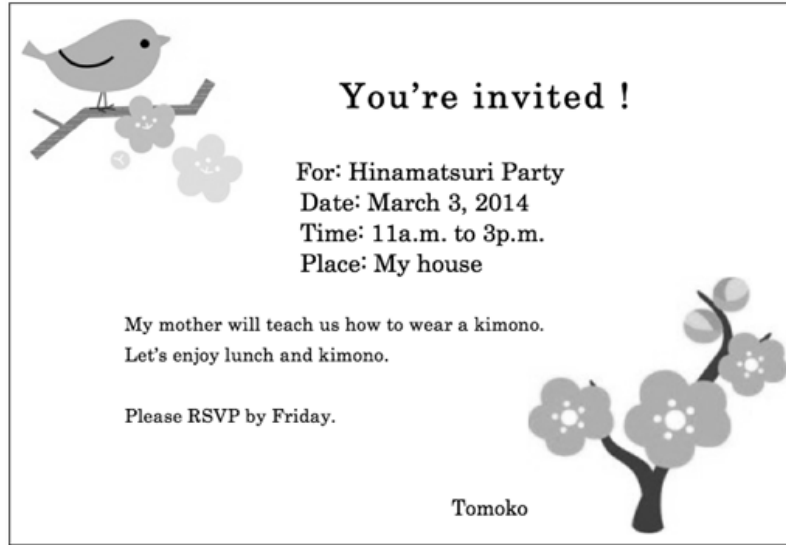 You're invited !
For: Hinamatsuri Party
Date: March 3, 2014
Time: 11a.m. to 3p.m.
Place: My house
My mother will teach us how to wear a kimono.
Let's enjoy lunch and kimono.
Please RSVP by Friday.
Tomoko